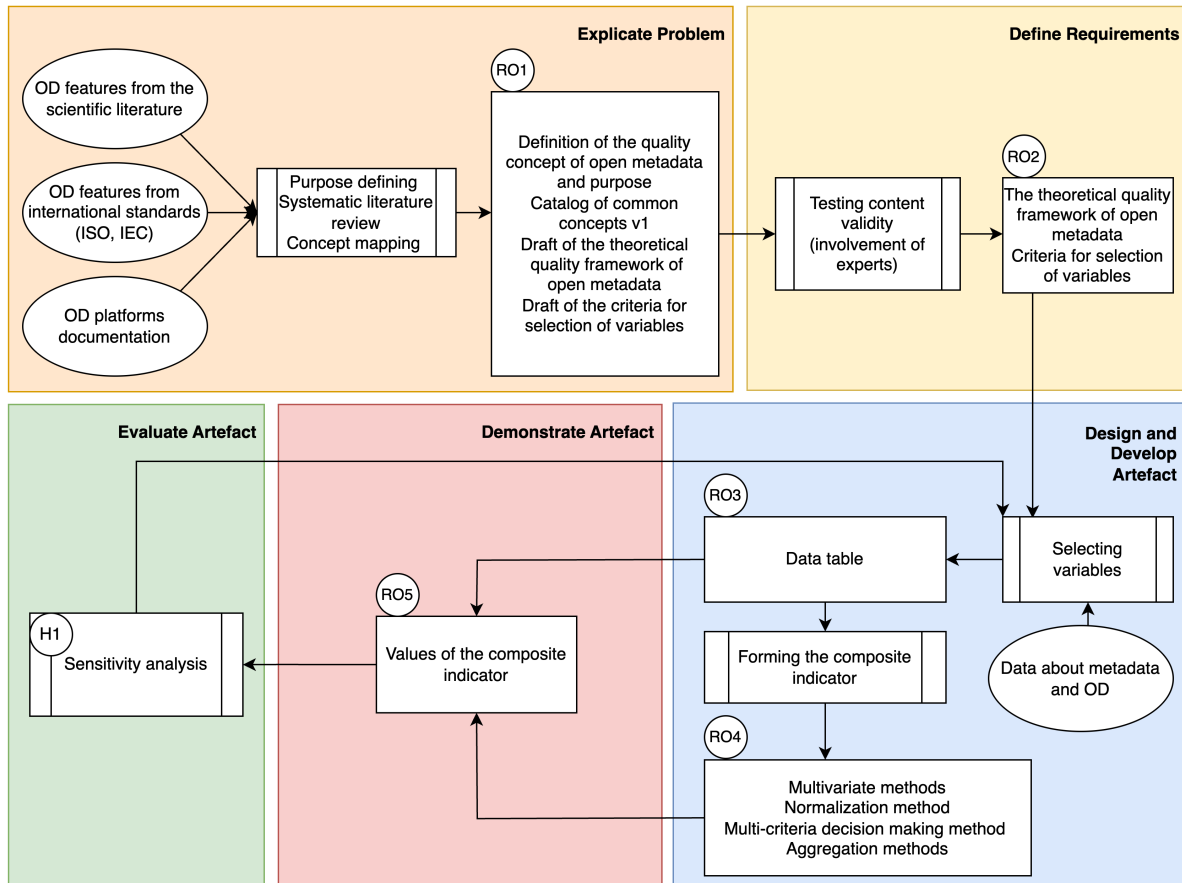 Explicate Problem
OD features from the
scientific literature
OD features from
international standards
(ISO, IEC)
OD platforms
documentation
Purpose defining
Systematic literature
review
Concept mapping
RO1
Definition of the quality
concept of open metadata
and purpose
Catalog of common
concepts v1
Draft of the theoretical
quality framework of
open metadata
Draft of the criteria for
selection of variables
Define Requirements
Testing content
validity
(involvement of
experts)
RO2
The theoretical quality
framework of open
metadata
Criteria for selection
of variables
Evaluate Artefact
H1
Sensitivity analysis
Demonstrate Artefact
RO5
Values of the composite
indicator
Design and
Develop
Artefact
RO3
Data table
Selecting
variables
Forming the composite
indicator
Data about metadata
and OD
RO4
Multivariate methods
Normalization method
Multi-criteria decision making method
Aggregation methods